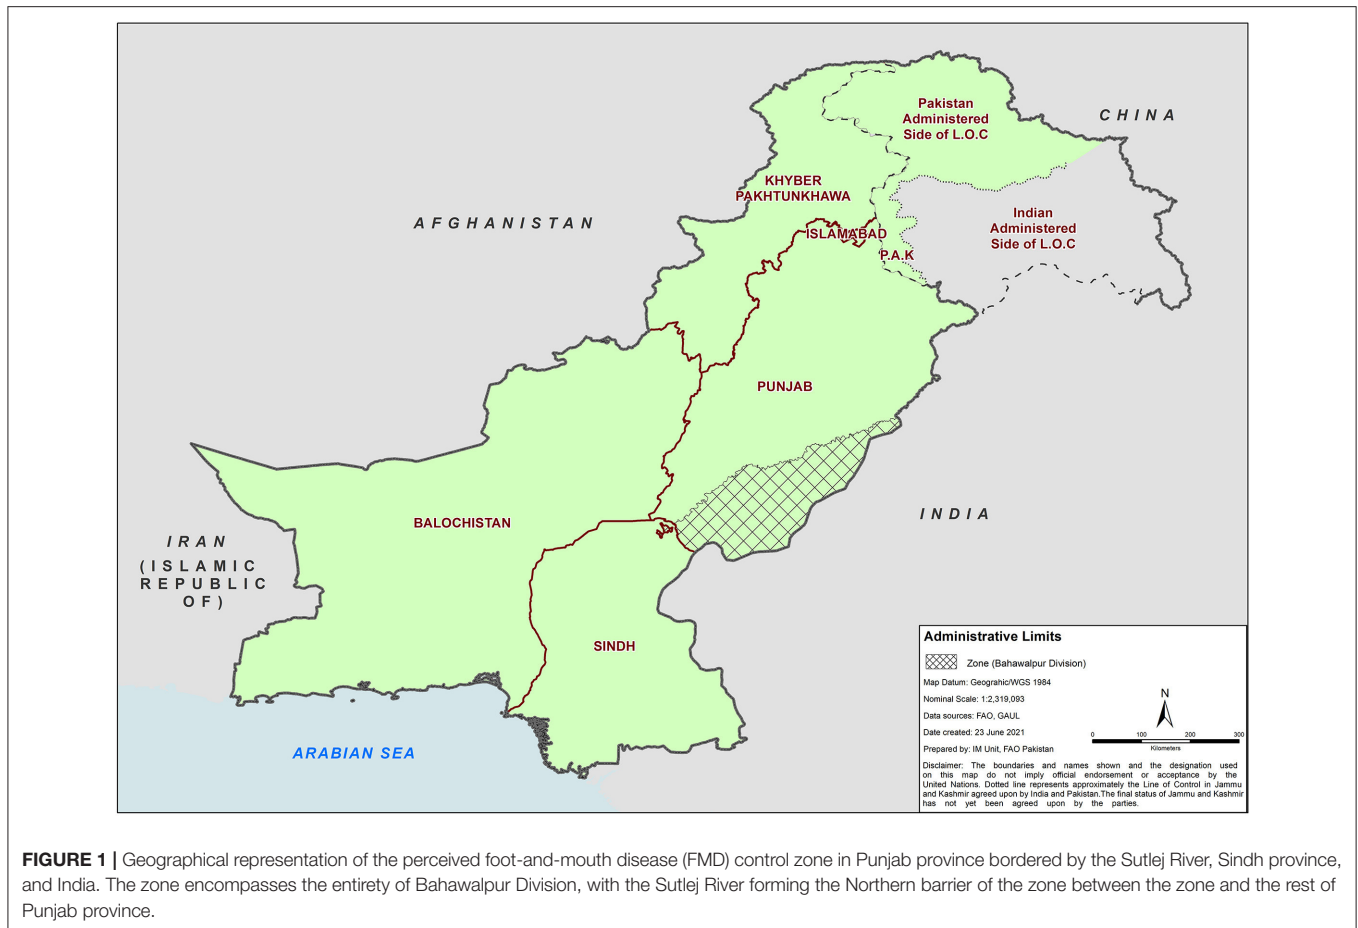 CHINA
Pakistan
Administered
Side of L.O.C
KHYBER
PAKHTUNKHAWA
AFGHANISTAN
Indian
Administered
Side of L.O.C
ISLAMABAD
P.A.K
PUNJAB
INDIA
BALOCHISTAN
IRAN
(ISLAMIC
REPUBLIC
OF)
SINDH
ARABIAN SEA
Administrative Limits
Zone (Bahawalpur Division)
Map Datum: Geograhic/WGS 1984
Nominal Scale: 1:2,319,093
Data sources: FAO, GAUL
Date created: 23 June 2021
Prepared by: IM Unit, FAO Pakistan
N
0 100 200 300
Kilometers
Disclaimer: The boundaries and names shown and the designation used
on this map do not imply official endorsement or acceptance by the
United Nations. Dotted line represents approximately the Line of Control in Jammu
and Kashmir agreed upon by India and Pakistan.The final status of Jammu and Kashmir
has not yet been agreed upon by the parties.
FIGURE 1 | Geographical representation of the perceived foot-and-mouth disease (FMD) control zone in Punjab province bordered by the Sutlej River, Sindh province,
and India. The zone encompasses the entirety of Bahawalpur Division, with the Sutlej River forming the Northern barrier of the zone between the zone and the rest of
Punjab province.